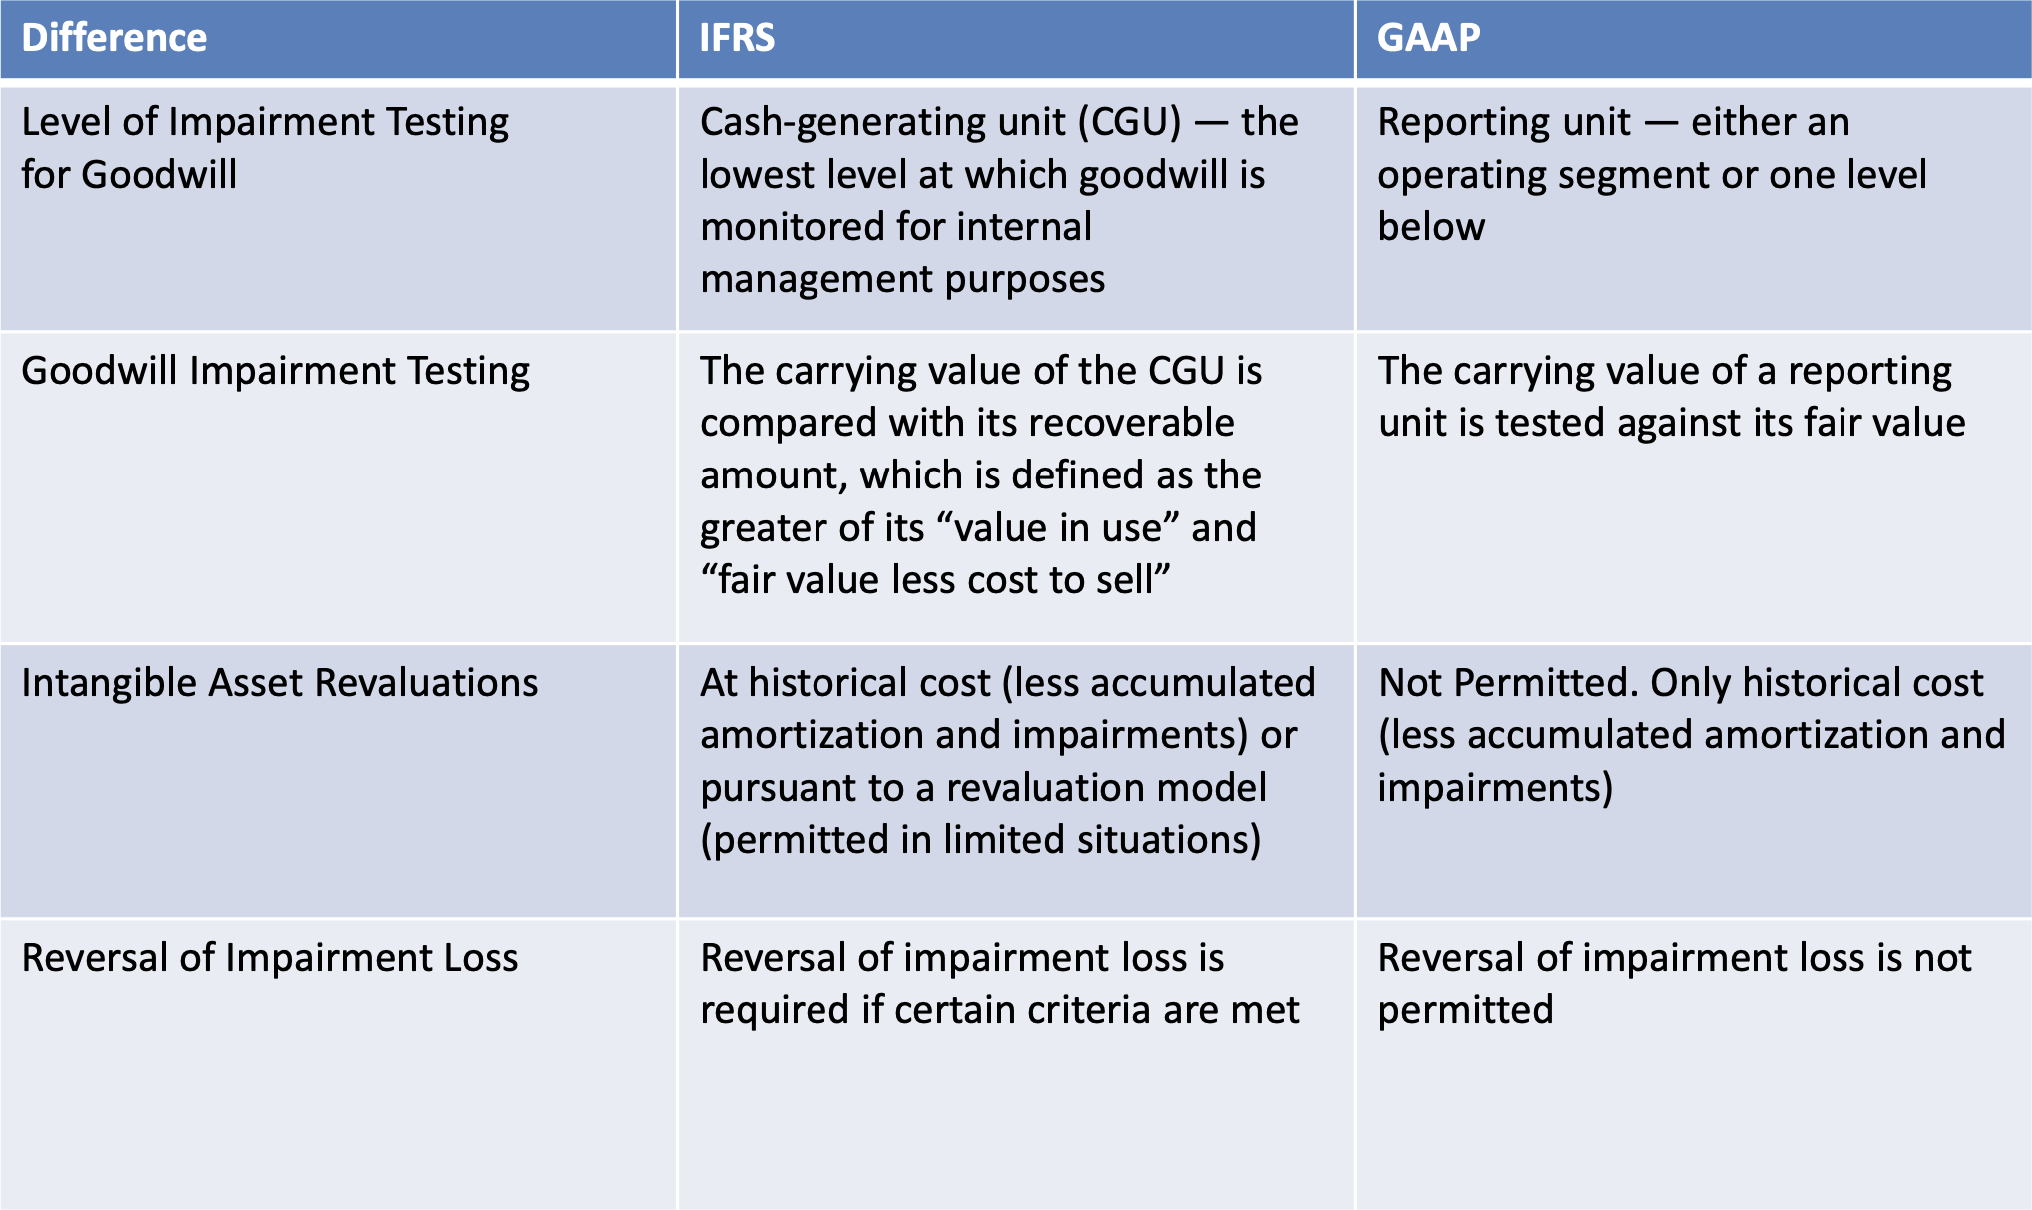 Difference
IFRS
GAAP
Level of Impairment Testing
for Goodwill
Cash-generating unit (CGU) — the
lowest level at which goodwill is
monitored for internal
management purposes
Reporting unit — either an
operating segment or one level
below
Goodwill Impairment Testing
The carrying value of the CGU is
compared with its recoverable
amount, which is defined as the
greater of its “value in use” and
“fair value less cost to sell”
The carrying value of a reporting
unit is tested against its fair value
Intangible Asset Revaluations
At historical cost (less accumulated
amortization and impairments) or
pursuant to a revaluation model
(permitted in limited situations)
Not Permitted. Only historical cost
(less accumulated amortization and
impairments)
Reversal of Impairment Loss
Reversal of impairment loss is
required if certain criteria are met
Reversal of impairment loss is not
permitted